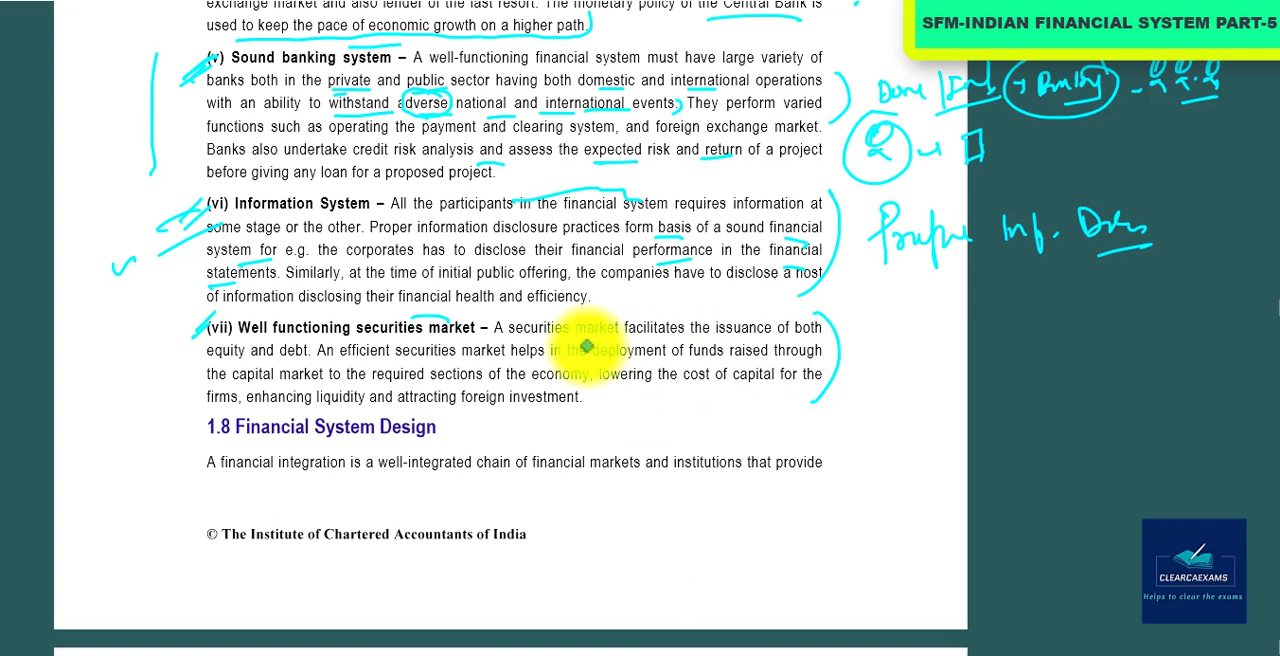 exchange market and also lender of the last resort. The monetary policy of the Central Bank is
used to keep the pace of economic growth on a higher path.
SFM-INDIAN FINANCIAL SYSTEM PART-5
(v) Sound banking system – A well-functioning financial system must have large variety of
banks both in the private and public sector having both domestic and international operations
with an ability to withstand adverse national and international events. They perform varied
functions such as operating the payment and clearing system, and foreign exchange market.
Banks also undertake credit risk analysis and assess the expected risk and return of a project
before giving any loan for a proposed project.
(vi) Information System – All the participants in the financial system requires information at
some stage or the other. Proper information disclosure practices form basis of a sound financial
system for e.g. the corporates has to disclose their financial performance in the financial
statements. Similarly, at the time of initial public offering, the companies have to disclose a host
of information disclosing their financial health and efficiency.
Inf.
(vii) Well functioning securities market – A securities market facilitates the issuance of both
equity and debt. An efficient securities market helps in the deployment of funds raised through
the capital market to the required sections of the economy, lowering the cost of capital for the
firms, enhancing liquidity and attracting foreign investment.
1.8 Financial System Design
A financial integration is a well-integrated chain of financial markets and institutions that provide
© The Institute of Chartered Accountants of India
CLEARCAEXAMS
Helps to clear the exams